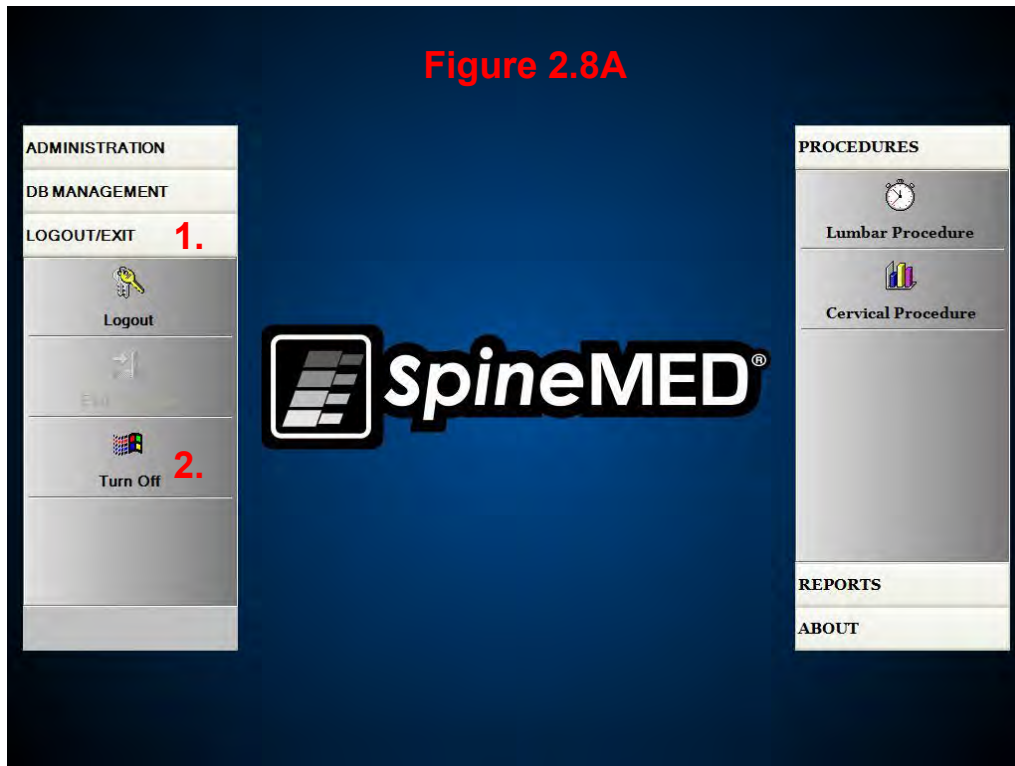 Figure 2.8A
ADMINISTRATION
DB MANAGEMENT
LOGOUT/EXIT 1.
Logout
Exit
Turn Off 2.
SpineMED®
PROCEDURES
Lumbar Procedure
Cervical Procedure
REPORTS
ABOUT